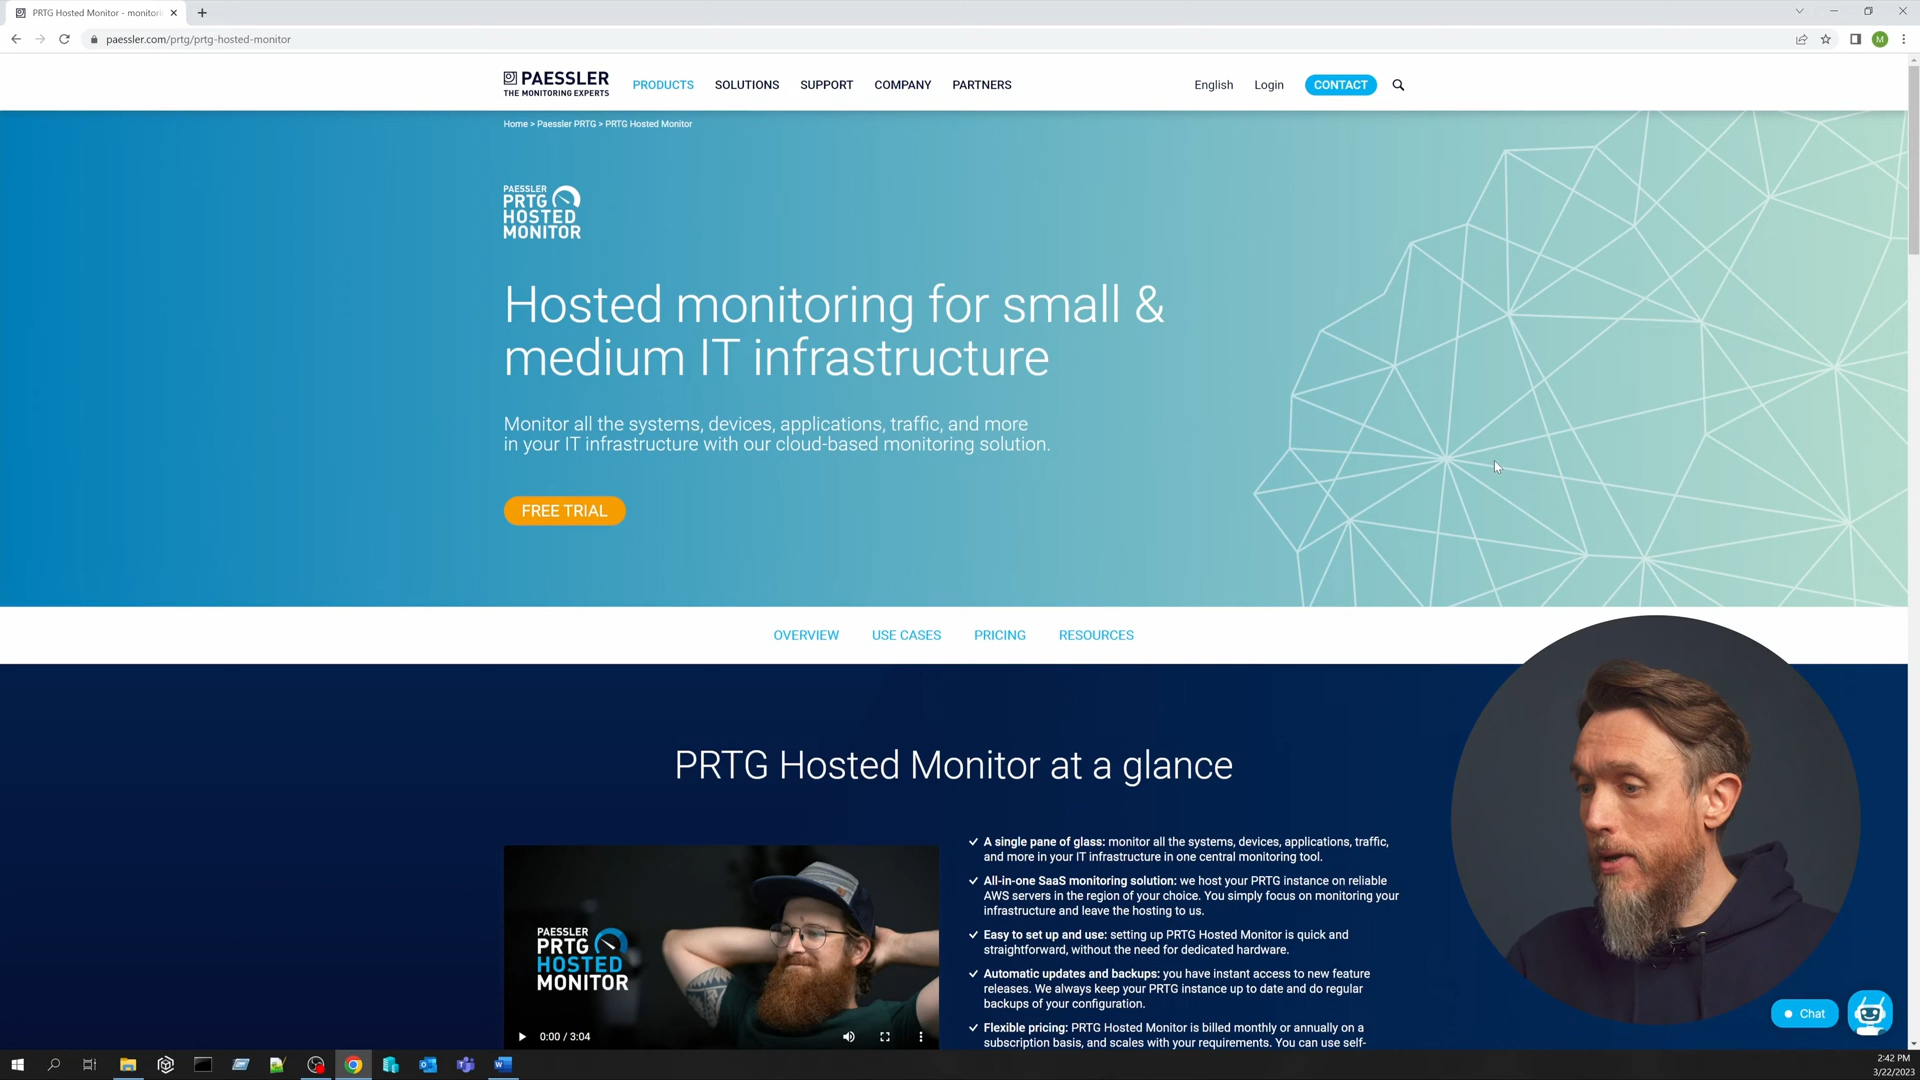 PRTG Hosted Monitor - monitorin
paessler.com/prtg/prtg-hosted-monitor
M
PAESSLER
THE MONITORING EXPERTS
PRODUCTS
SOLUTIONS
SUPPORT
COMPANY
PARTNERS
English
Login
CONTACT
Home > Paessler PRTG > PRTG Hosted Monitor
PAESSLER
PRTG
HOSTED
MONITOR
Hosted monitoring for small &
medium IT infrastructure
Monitor all the systems, devices, applications, traffic, and more
in your IT infrastructure with our cloud-based monitoring solution.
FREE TRIAL
OVERVIEW
USE CASES
PRICING
RESOURCES
PRTG Hosted Monitor at a glance
PAESSLER
PRTG
HOSTED
MONITOR
0:00 / 3:04
A single pane of glass: monitor all the systems, devices, applications, traffic,
and more in your IT infrastructure in one central monitoring tool.
All-in-one SaaS monitoring solution: we host your PRTG instance on reliable
AWS servers in the region of your choice. You simply focus on monitoring your
infrastructure and leave the hosting to us.
Easy to set up and use: setting up PRTG Hosted Monitor is quick and
straightforward, without the need for dedicated hardware.
Automatic updates and backups: you have instant access to new feature
releases. We always keep your PRTG instance up to date and do regular
backups of your configuration.
Flexible pricing: PRTG Hosted Monitor is billed monthly or annually on a
subscription basis, and scales with your requirements. You can use self-
Chat
2:42 PM
3/22/2023